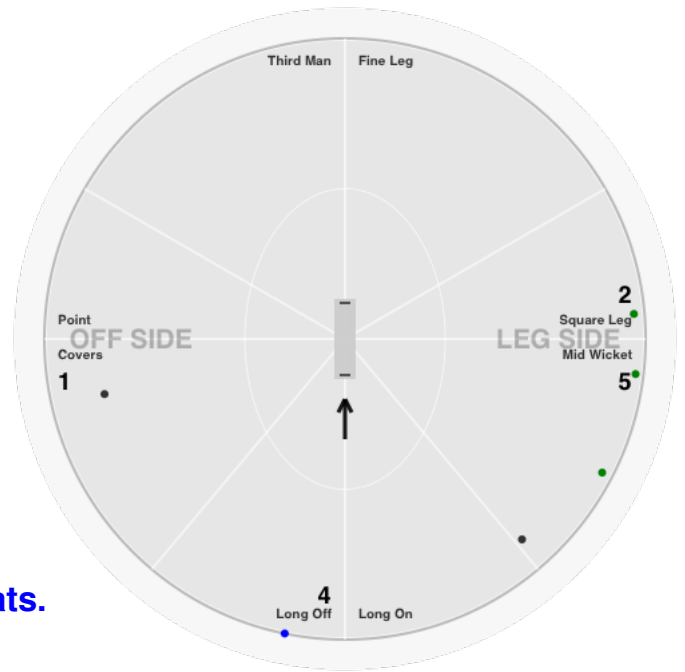 Third Man Fine Leg
2
Point Square Leg
OFF SIDE LEG SIDE
Covers Mid Wicket
1 5
ats.
4
Long Off Long On